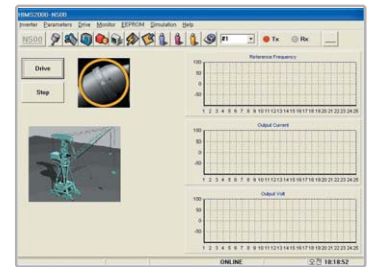 HIMS2000-N500
Inverter Parameters Drive Monitor EEPROM Simulation Help
N500 #1 Tx Rx ...
Drive
Stop
Reference Frequency
100
50
0
-50
1 2 3 4 5 6 7 8 9 10 11 12 13 14 15 16 17 18 19 20 21 22 23 24 25
Output Current
100
50
0
-50
1 2 3 4 5 6 7 8 9 10 11 12 13 14 15 16 17 18 19 20 21 22 23 24 25
Output Volt
100
50
0
-50
1 2 3 4 5 6 7 8 9 10 11 12 13 14 15 16 17 18 19 20 21 22 23 24 25
ONLINE 오전 10:18:52